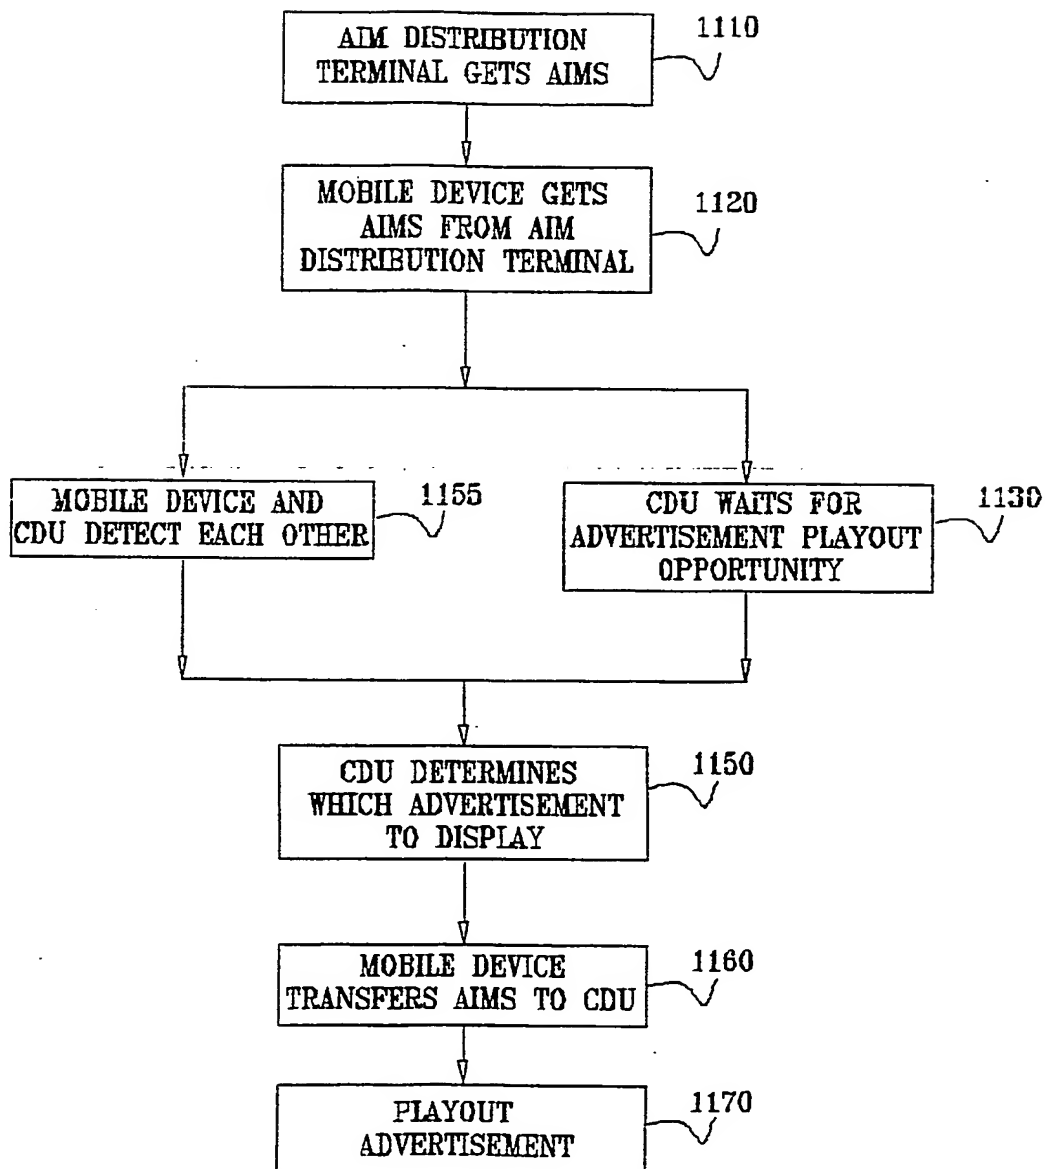 AIM DISTRIBUTION
TERMINAL GETS AIMS
1110
MOBILE DEVICE GETS
AIMS FROM AIM
DISTRIBUTION TERMINAL
1120
MOBILE DEVICE AND
CDU DETECT EACH OTHER
1155
CDU WAITS FOR
ADVERTISEMENT PLAYOUT
OPPORTUNITY
1130
CDU DETERMINES
WHICH ADVERTISEMENT
TO DISPLAY
1150
MOBILE DEVICE
TRANSFERS AIMS TO CDU
1160
PLAYOUT
ADVERTISEMENT
1170